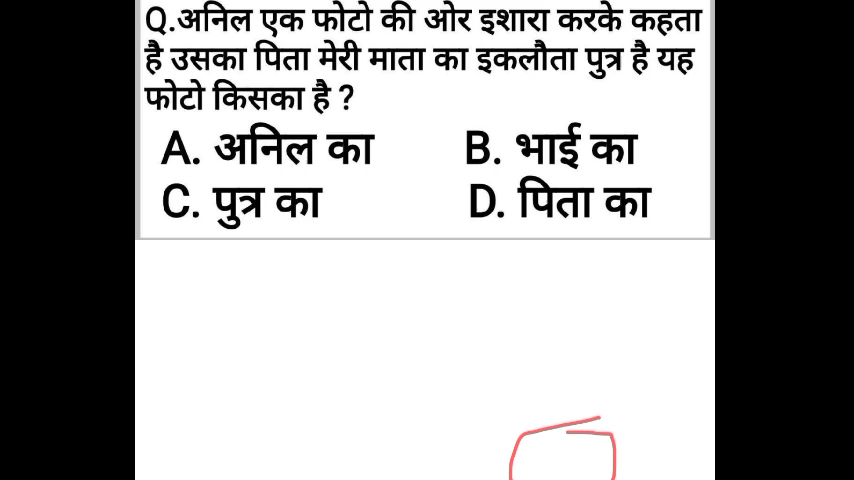 Q.अनिल एक फोटो की ओर इशारा करके कहता
है उसका पिता मेरी माता का इकलौता पुत्र है यह
फोटो किसका है ?
A. अनिल का B. भाई का
C. पुत्र का D. पिता का